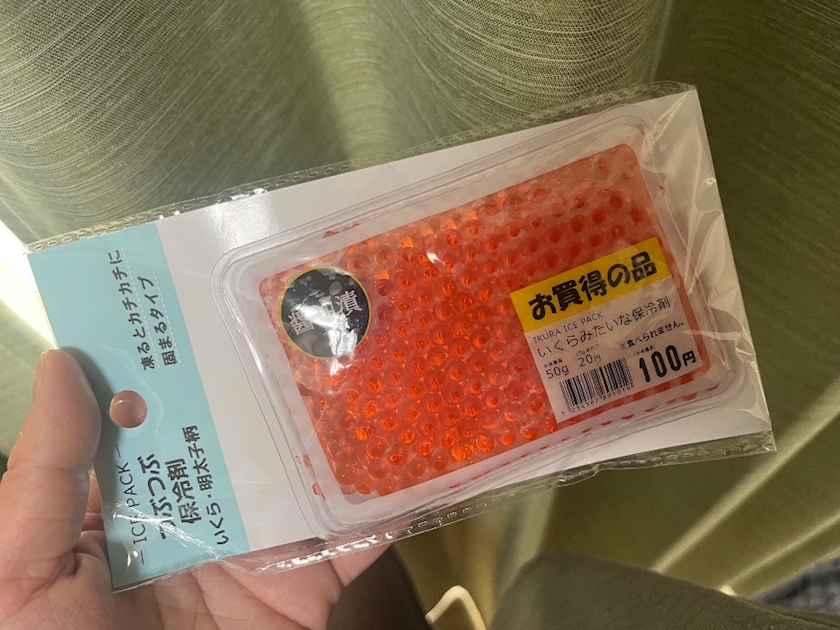 凍るとカチカチに
固まるタイプ
ICE PACK
つぶつぶ
保冷剤
いくら・明太子柄
お買得の品
IKURA ICE PACK
いくらみたいな保冷剤
食べられません。
50g
20円
100円